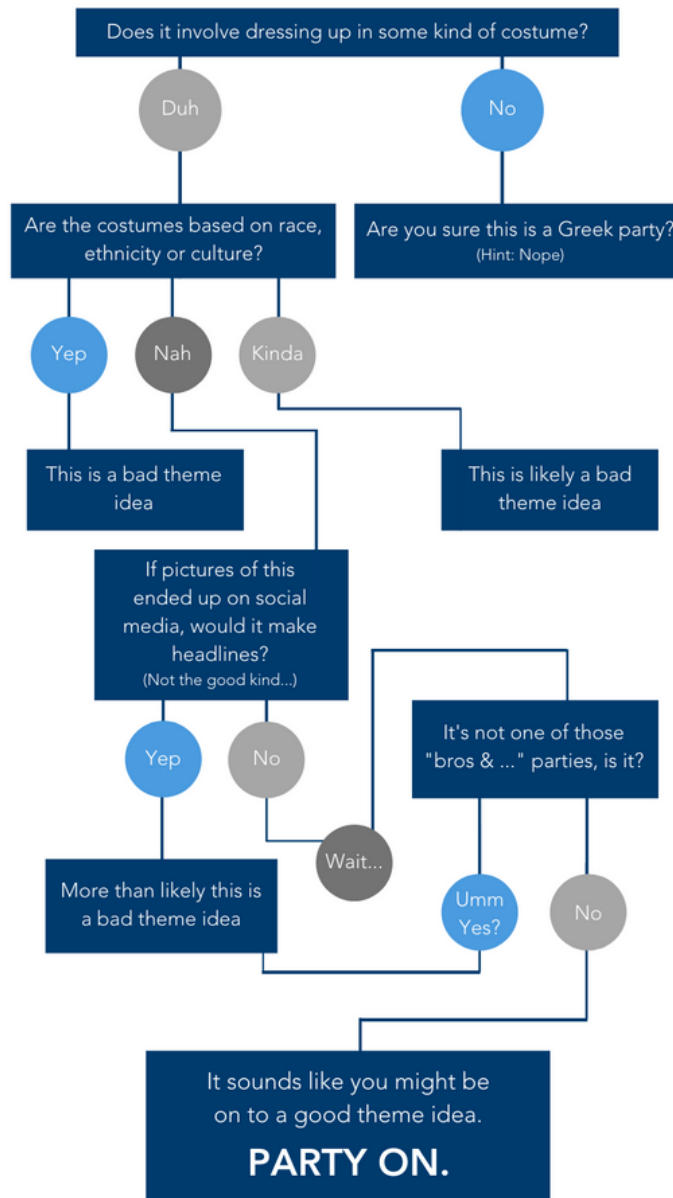 Does it involve dressing up in some kind of costume?
Duh
No
Are the costumes based on race,
ethnicity or culture?
Are you sure this is a Greek party?
(Hint: Nope)
Yep
Nah
Kinda
This is a bad theme
idea
This is likely a bad
theme idea
If pictures of this
ended up on social
media, would it make
headlines?
(Not the good kind...)
Yep
No
Wait...
It's not one of those
"bros & ..." parties, is it?
More than likely this is
a bad theme idea
Umm
Yes?
No
It sounds like you might be
on to a good theme idea.
PARTY ON.